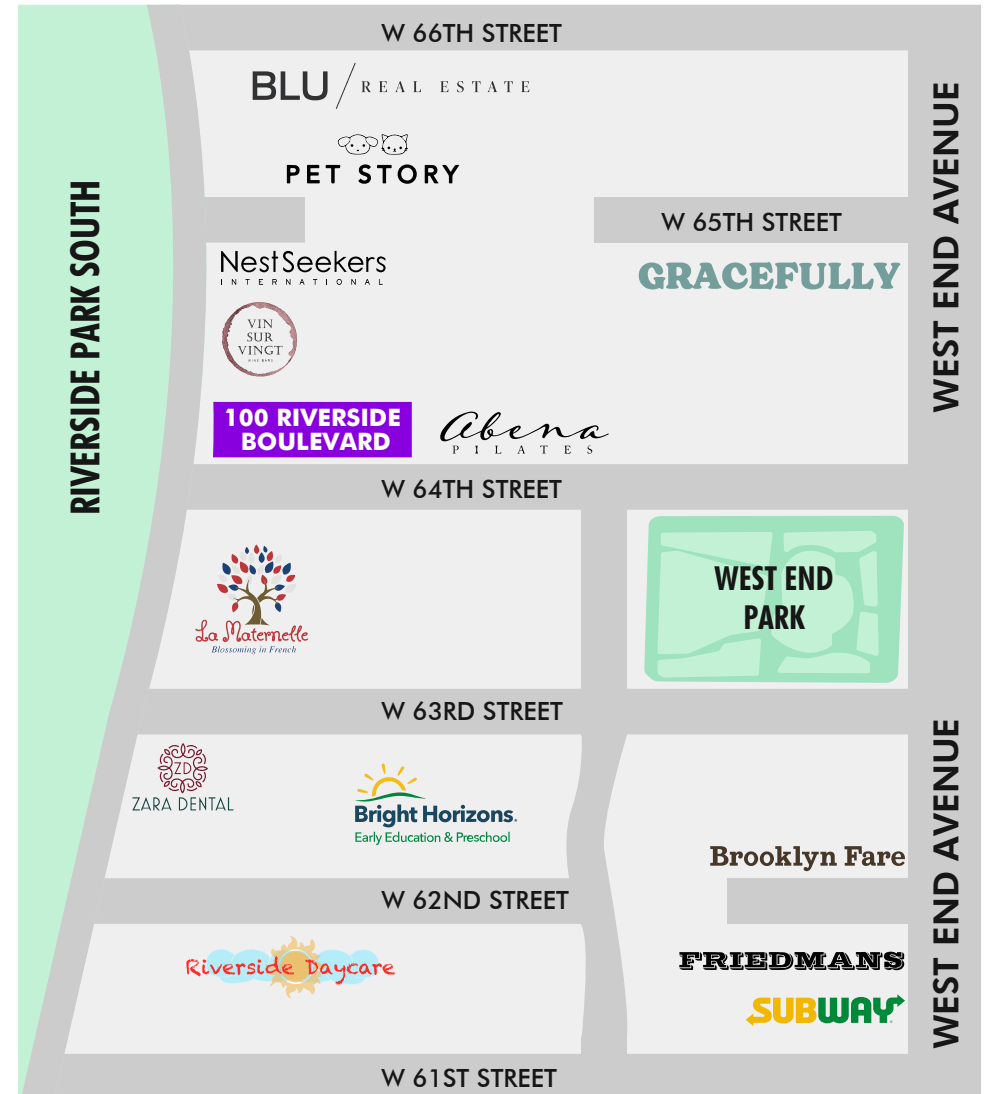 W 66TH STREET
BLU / REAL ESTATE
PET STORY
RIVERSIDE PARK SOUTH
WEST END AVENUE
W 65TH STREET
NestSeekers
INTERNATIONAL
GRACEFULLY
VIN
SUR
VINGT
WINE BARS
100 RIVERSIDE
BOULEVARD
Abena
PILATES
W 64TH STREET
La Maternelle
Blossoming in French
WEST END
PARK
W 63RD STREET
ZD
ZARA DENTAL
Bright Horizons.
Early Education & Preschool
WEST END AVENUE
Brooklyn Fare
W 62ND STREET
Riverside Daycare
FRIEDMANS
SUBWAY
W 61ST STREET